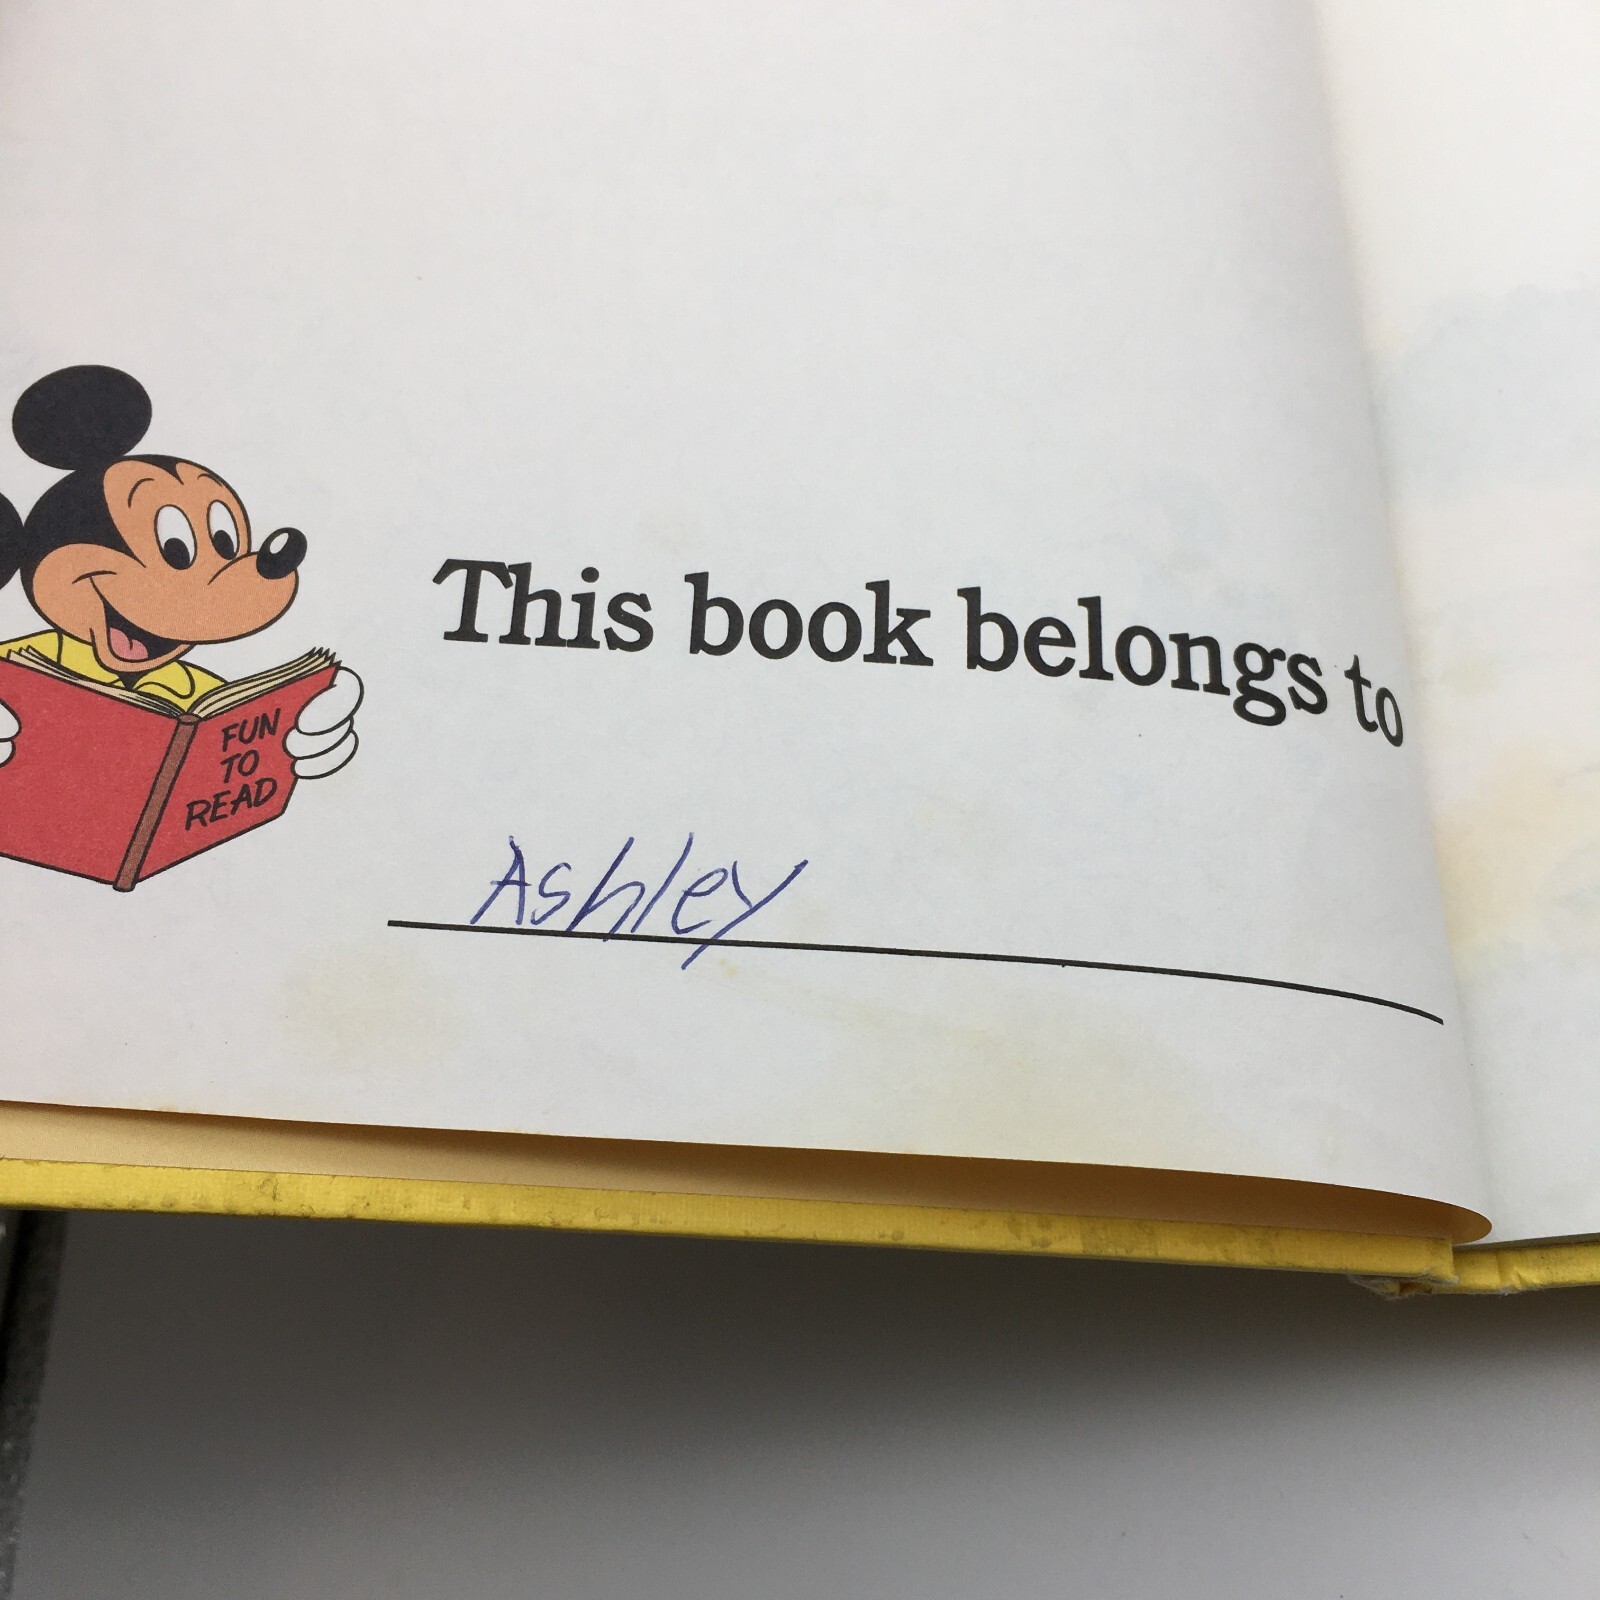 This book belongs to
FUN
TO
READ
Ashley